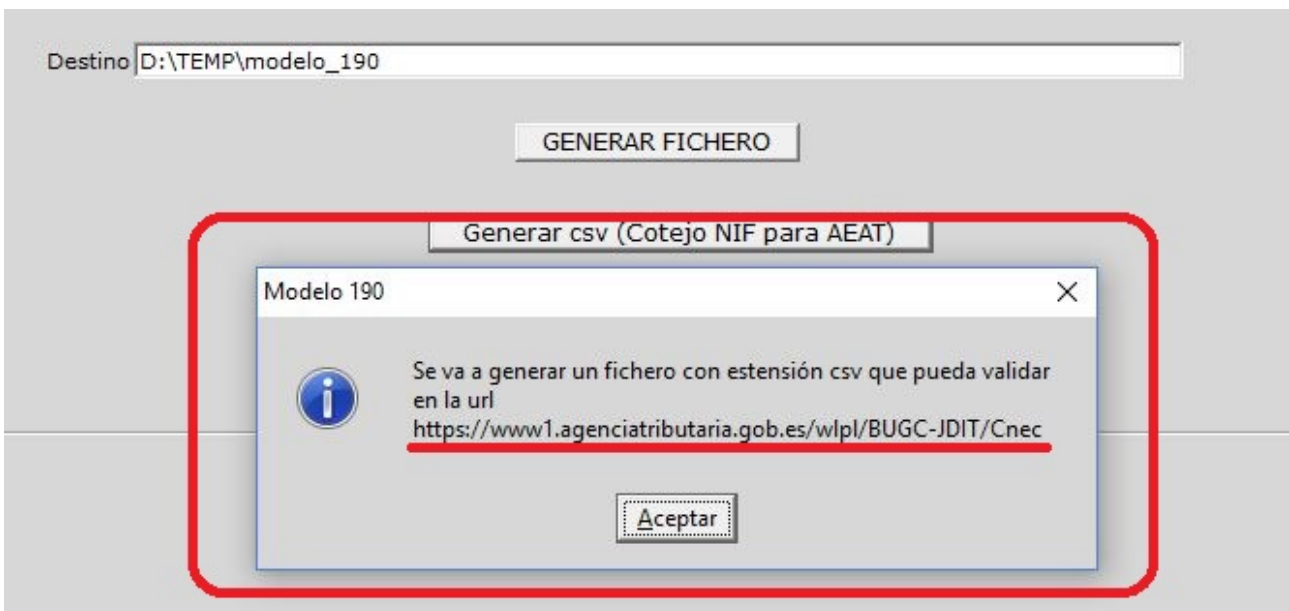 Destino D:\TEMP\modelo_190
GENERAR FICHERO
Generar csv (Cotejo NIF para AEAT)
Modelo 190
Se va a generar un fichero con estensión csv que pueda validar
en la url
https://www1.agenciatributaria.gob.es/wlpl/BUGC-JDIT/Cnec
Aceptar